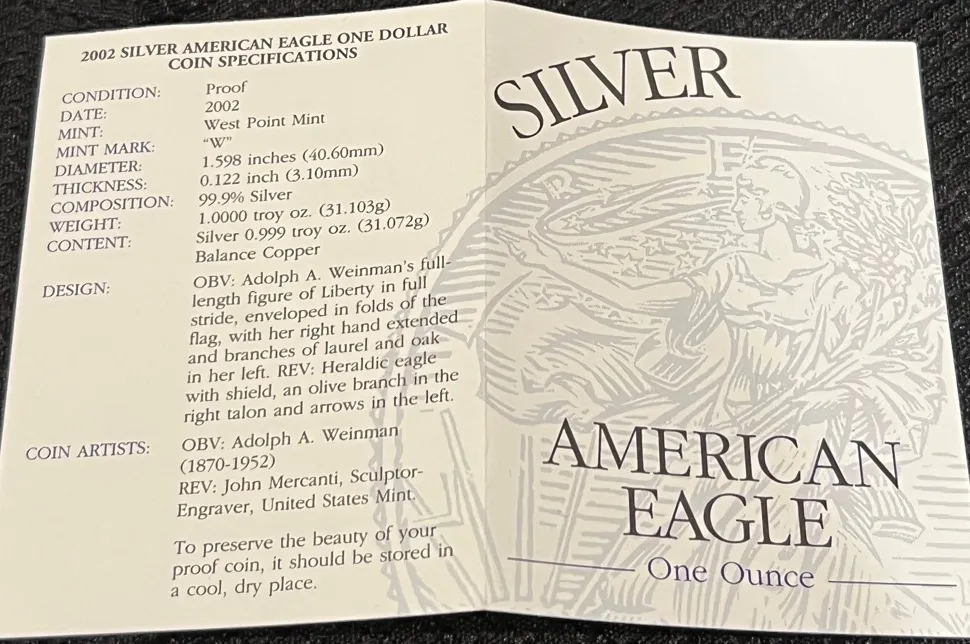 2002 SILVER AMERICAN EAGLE ONE DOLLAR
COIN SPECIFICATIONS
CONDITION: Proof
DATE: 2002
MINT: West Point Mint
MINT MARK: “W”
DIAMETER: 1.598 inches (40.60mm)
THICKNESS: 0.122 inch (3.10mm)
COMPOSITION: 99.9% Silver
WEIGHT: 1.0000 troy oz. (31.103g)
CONTENT: Silver 0.999 troy oz. (31.072g)
Balance Copper
DESIGN: OBV: Adolph A. Weinman's full-
length figure of Liberty in full
stride, enveloped in folds of the
flag, with her right hand extended
and branches of laurel and oak
in her left. REV: Heraldic eagle
with shield, an olive branch in the
right talon and arrows in the left.
COIN ARTISTS: OBV: Adolph A. Weinman
(1870-1952)
REV: John Mercanti, Sculptor-
Engraver, United States Mint.
To preserve the beauty of your
proof coin, it should be stored in
a cool, dry place.
SILVER
R E
AMERICAN
EAGLE
One Ounce